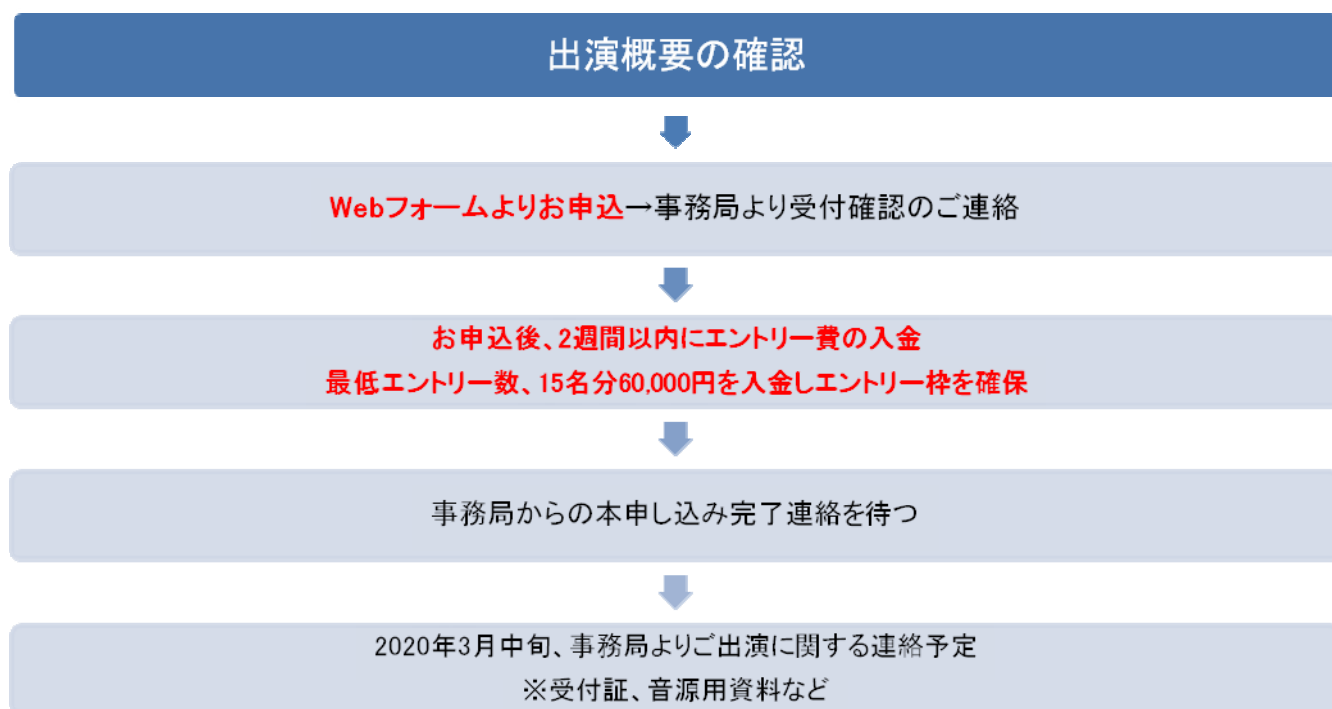 出演概要の確認
Webフォームよりお申込→事務局より受付確認のご連絡
お申込後、2週間以内にエントリー費の入金
最低エントリー数、15名分60,000円を入金しエントリー枠を確保
事務局からの本申し込み完了連絡を待つ
2020年3月中旬、事務局よりご出演に関する連絡予定
※受付証、音源用資料など